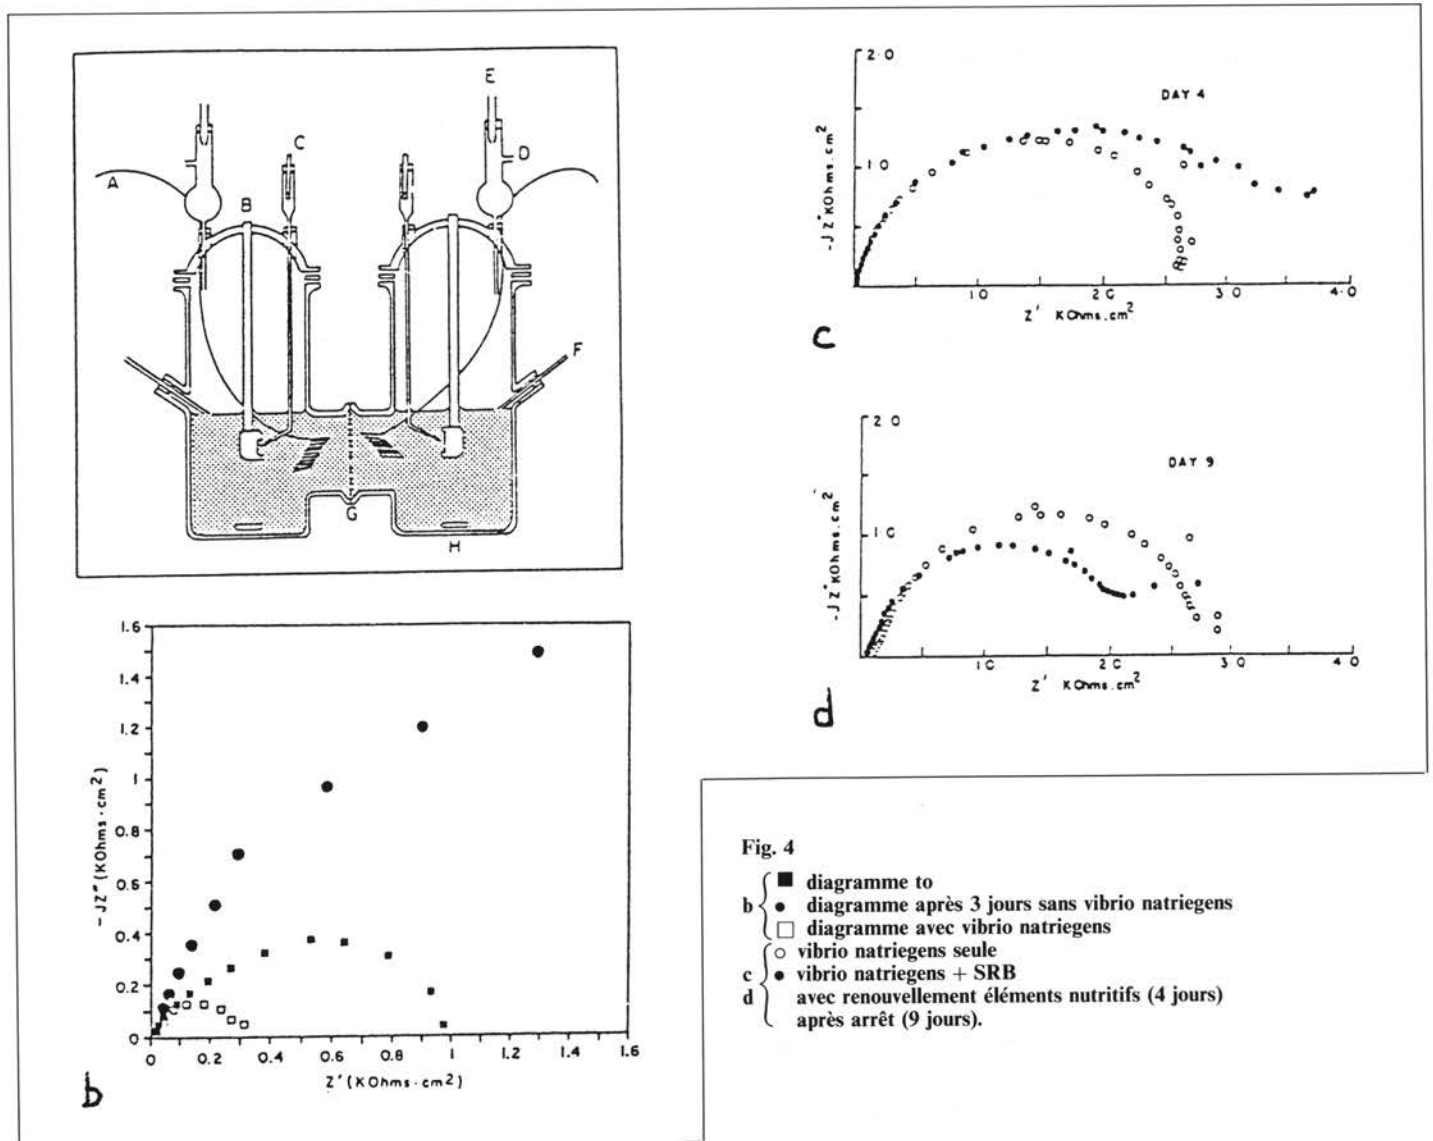 E
C
D
A
B
F
G
H
2.0
DAY 4
1.0
-JZ" KOhms.cm2
1.0
2.0
3.0
4.0
Z' KOhms.cm2
c
2.0
DAY 9
1.0
-JZ" KOhms.cm2
1.0
2.0
3.0
4.0
Z' KOhms.cm2
d
1.6
1.4
1.2
1
0.8
0.6
0.4
0.2
0
-JZ" (KOhms.cm2)
0
0.2
0.4
0.6
0.8
1
1.2
1.4
1.6
Z' (KOhms.cm2)
b
Fig. 4
■ diagramme to
b ● diagramme après 3 jours sans vibrio natriegens
□ diagramme avec vibrio natriegens
○ vibrio natriegens seule
c ● vibrio natriegens + SRB
d avec renouvellement éléments nutritifs (4 jours)
après arrêt (9 jours).